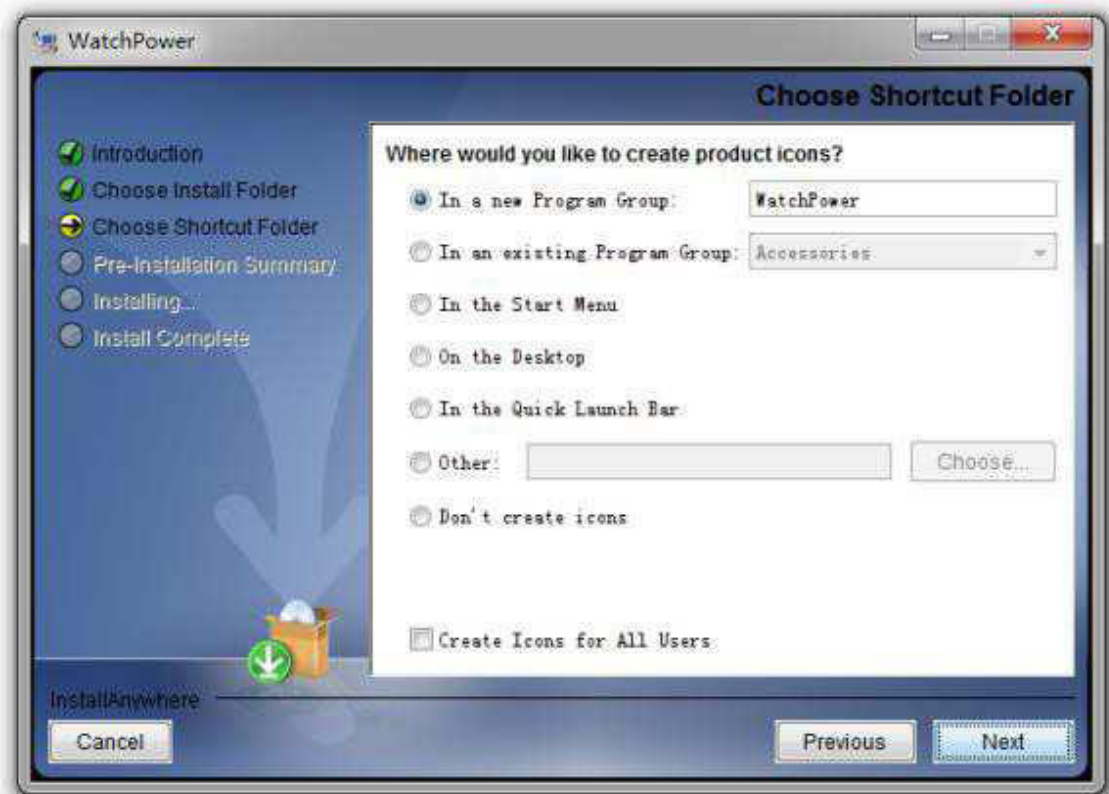 WatchPower
Choose Shortcut Folder
Introduction
Choose Install Folder
Choose Shortcut Folder
Pre-Installation Summary
Installing...
Install Complete
Where would you like to create product icons?
In a new Program Group: WatchPower
In an existing Program Group: Accessories
In the Start Menu
On the Desktop
In the Quick Launch Bar
Other: Choose...
Don't create icons
Create Icons for All Users
InstallAnywhere
Cancel Previous Next